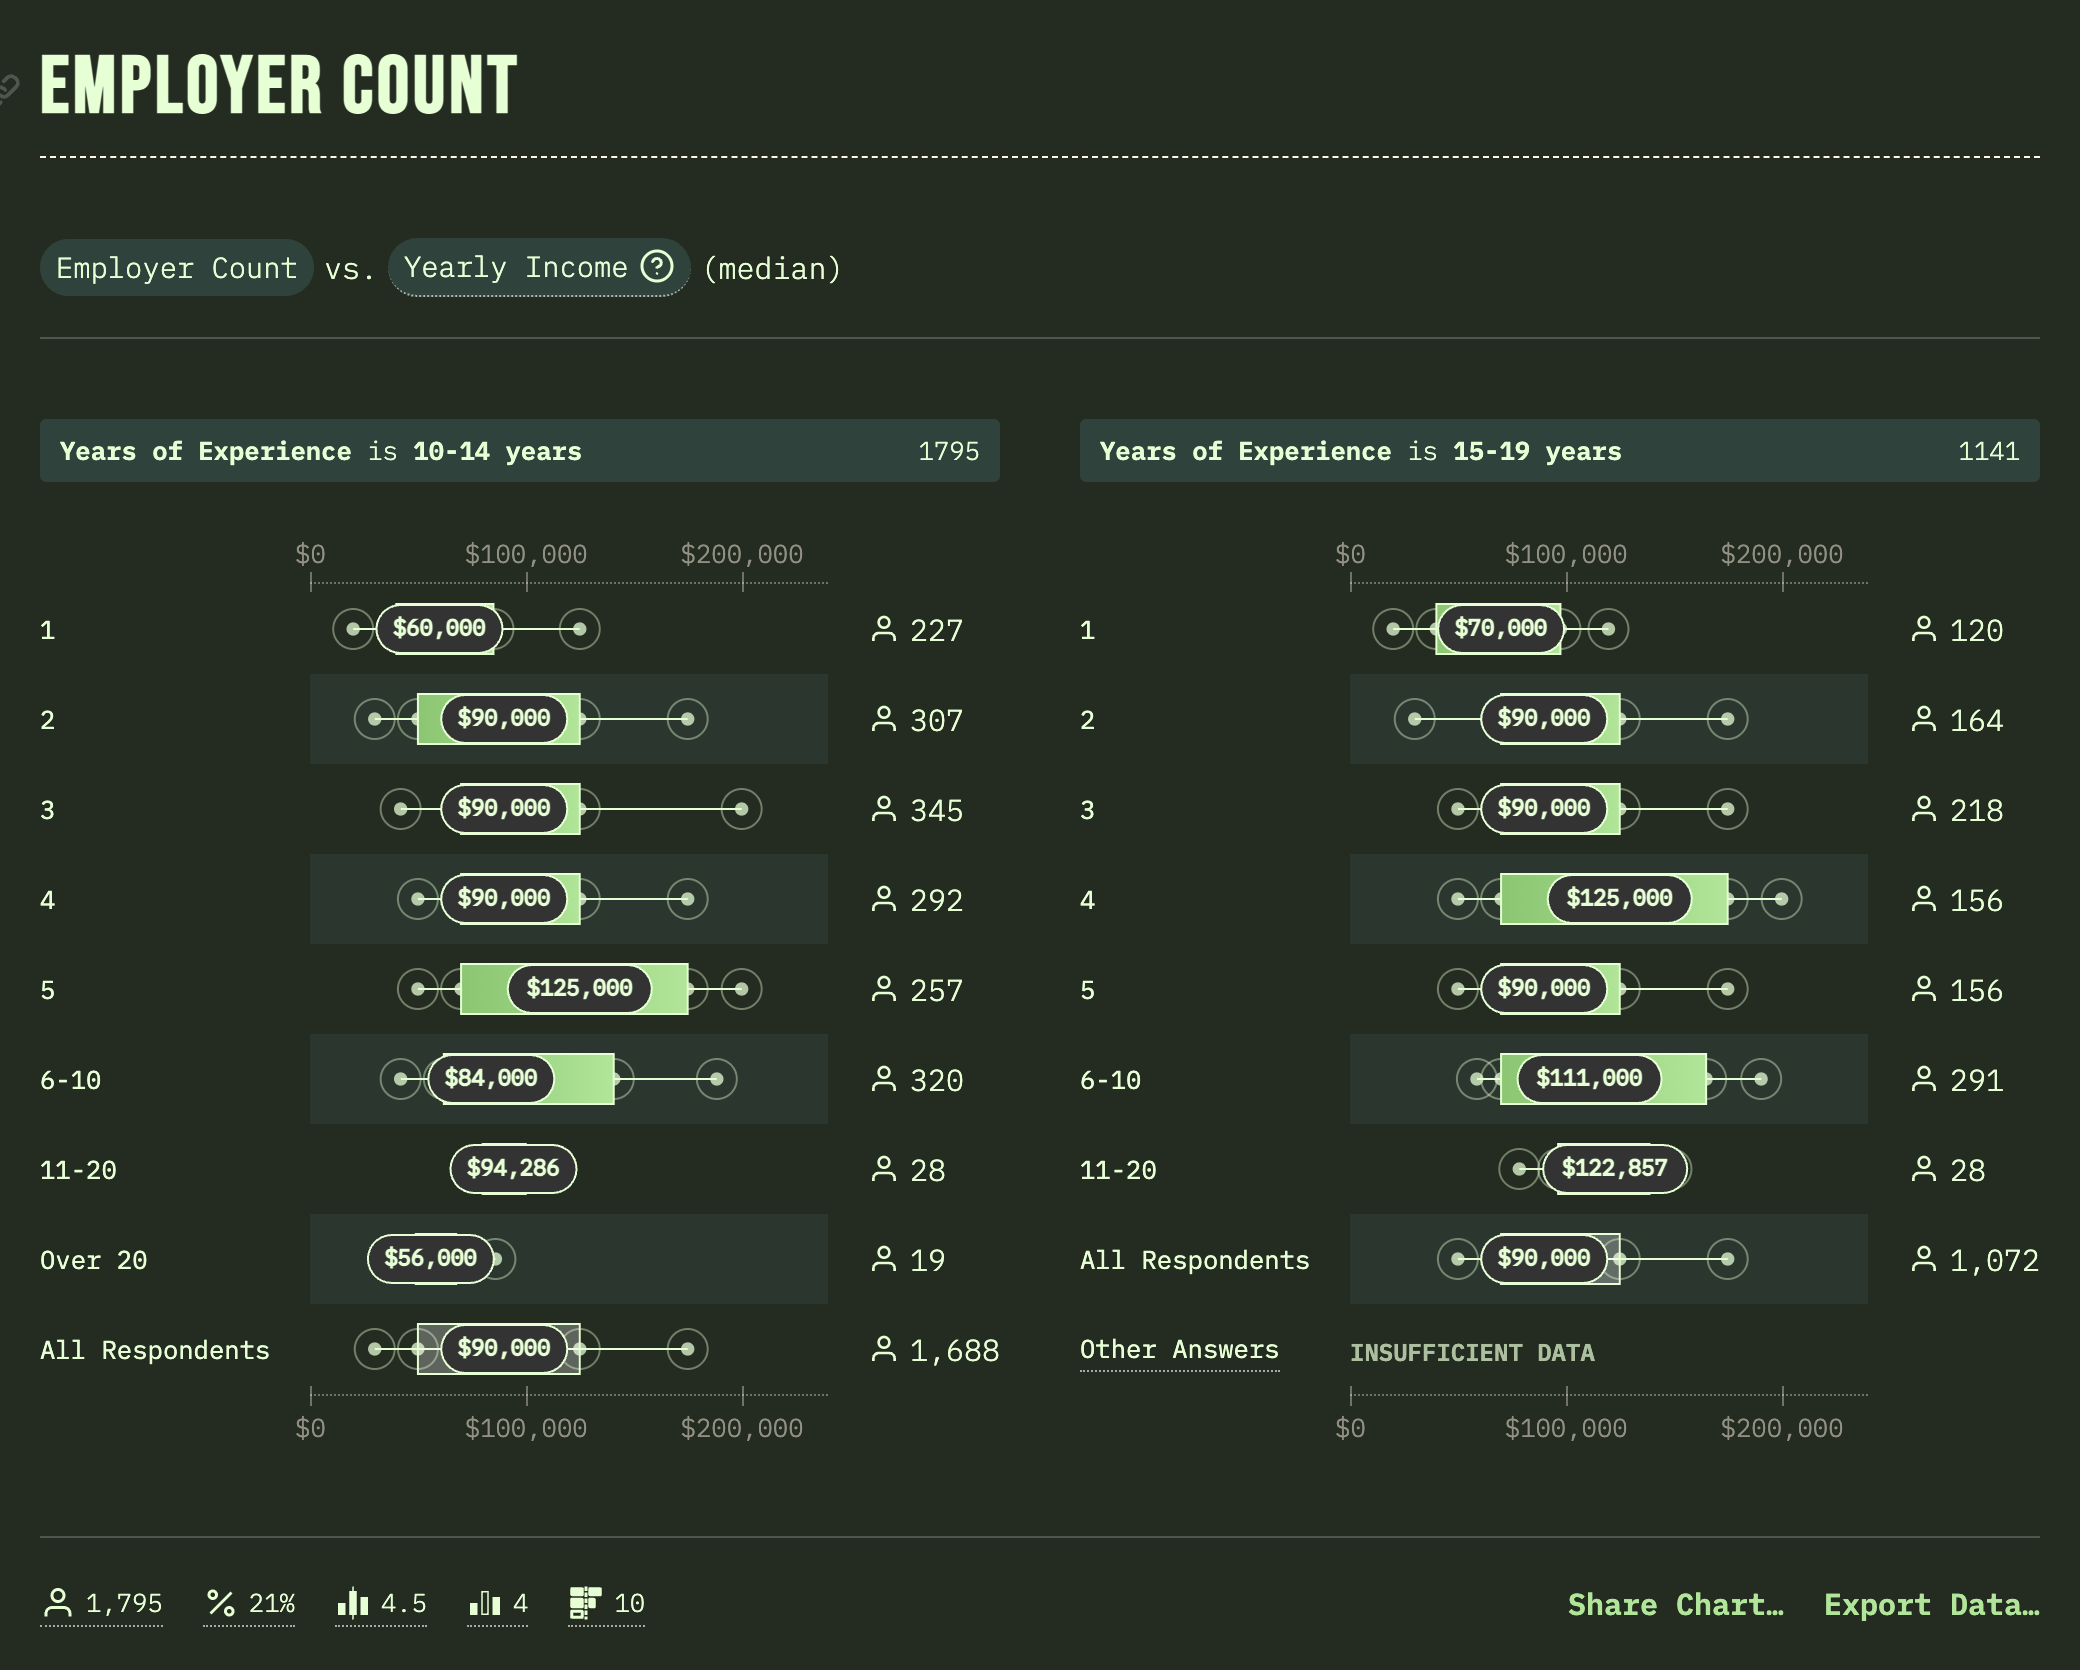 EMPLOYER COUNT
Employer Count vs. Yearly Income ? (median)
Years of Experience is 10-14 years 1795
$0 $100,000 $200,000
1 $60,000 227
2 $90,000 307
3 $90,000 345
4 $90,000 292
5 $125,000 257
6-10 $84,000 320
11-20 $94,286 28
Over 20 $56,000 19
All Respondents $90,000 1,688
$0 $100,000 $200,000
Years of Experience is 15-19 years 1141
$0 $100,000 $200,000
1 $70,000 120
2 $90,000 164
3 $90,000 218
4 $125,000 156
5 $90,000 156
6-10 $111,000 291
11-20 $122,857 28
All Respondents $90,000 1,072
Other Answers INSUFFICIENT DATA
$0 $100,000 $200,000
1,795 21% 4.5 4 10
Share Chart… Export Data…